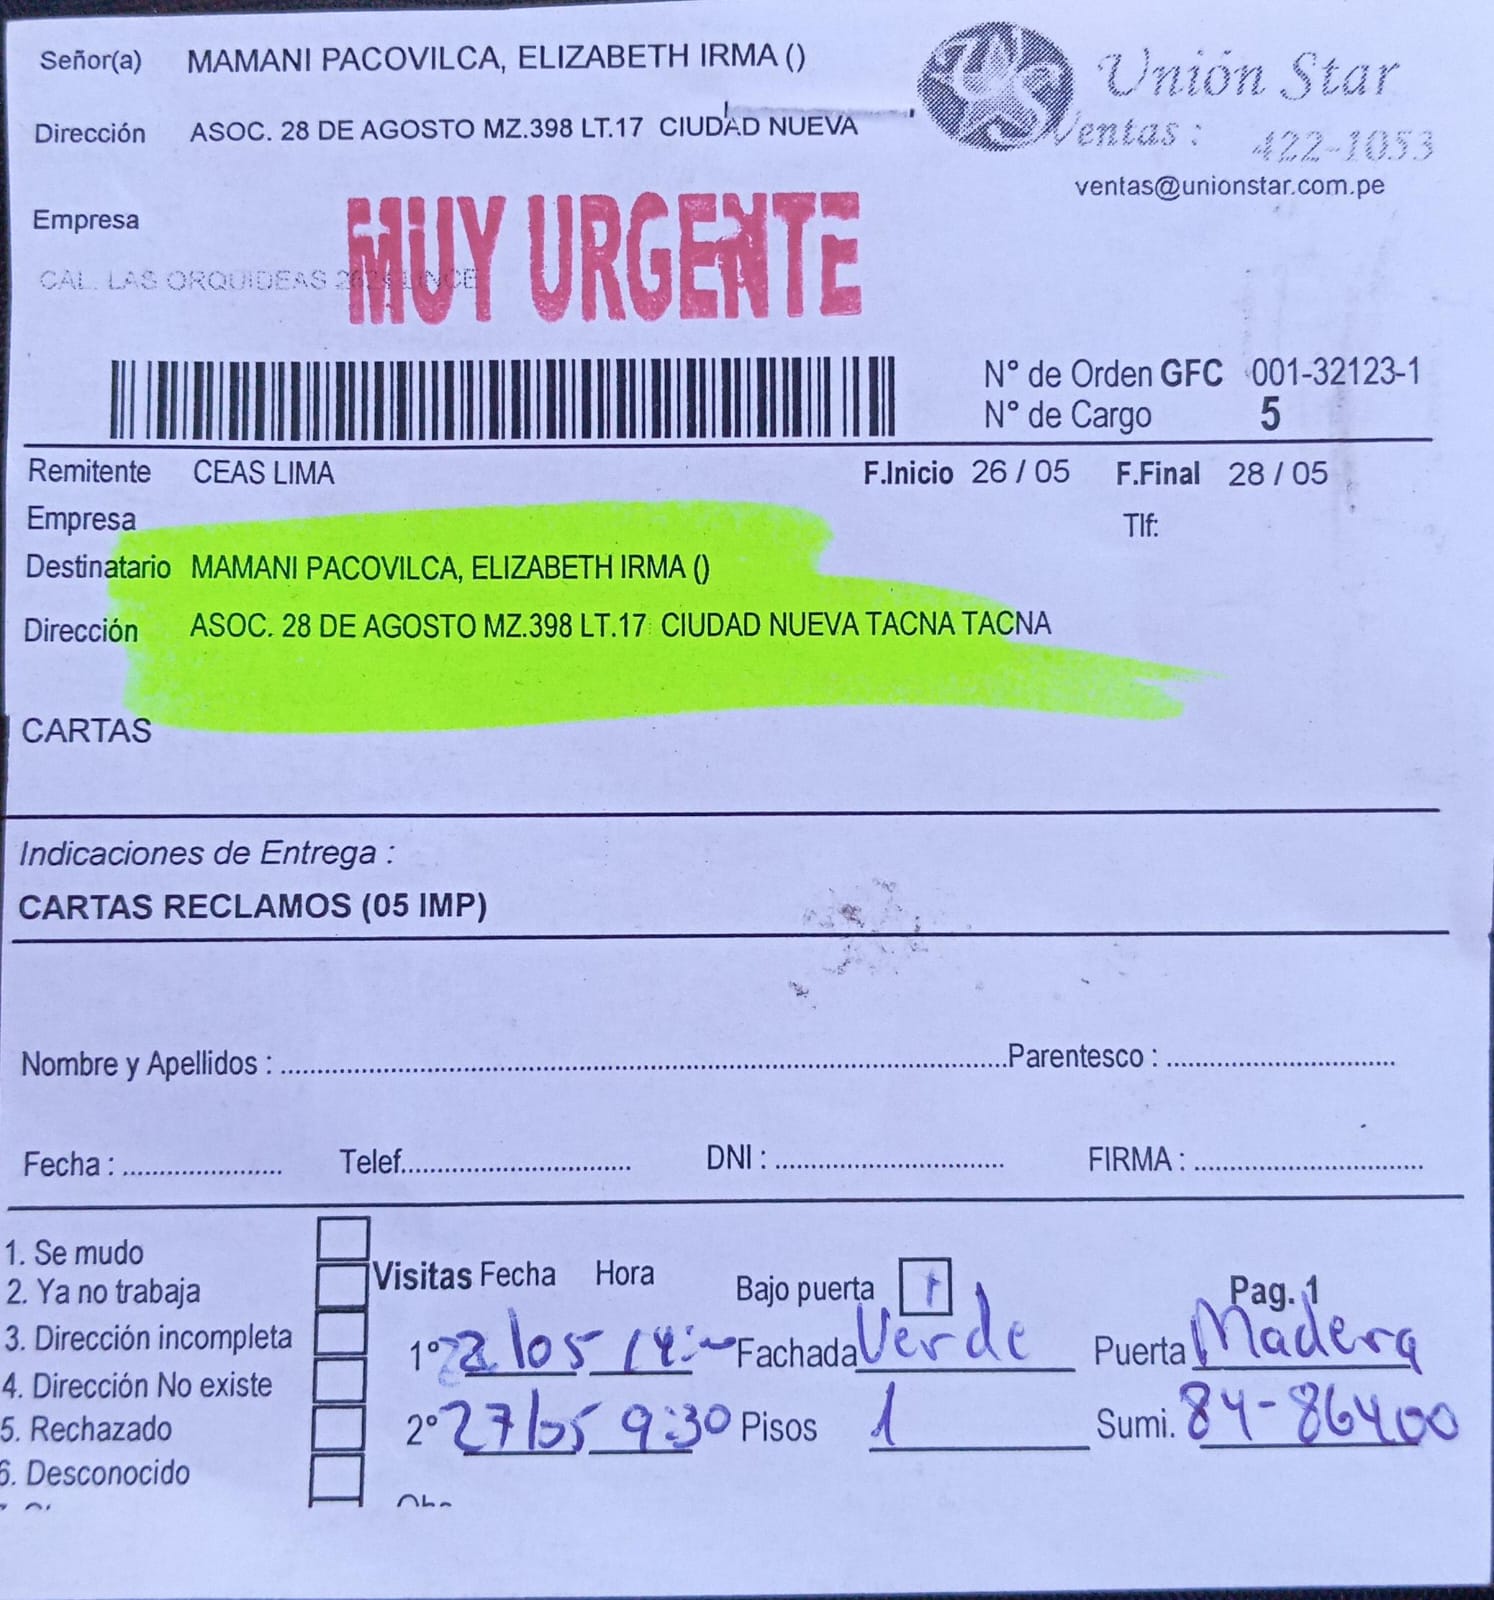 Señor(a) MAMANI PACOVILCA, ELIZABETH IRMA ()
Dirección ASOC. 28 DE AGOSTO MZ.398 LT.17 CIUDAD NUEVA
Unión Star
Ventas : 422-1053
ventas@unionstar.com.pe
Empresa
MUY URGENTE
CAL. LAS ORQUIDEAS
N° de Orden GFC 001-32123-1
N° de Cargo 5
Remitente CEAS LIMA F.Inicio 26 / 05 F.Final 28 / 05
Empresa Tlf:
Destinatario MAMANI PACOVILCA, ELIZABETH IRMA ()
Dirección ASOC. 28 DE AGOSTO MZ.398 LT.17 CIUDAD NUEVA TACNA TACNA
CARTAS
Indicaciones de Entrega :
CARTAS RECLAMOS (05 IMP)
Nombre y Apellidos : Parentesco :
Fecha : Telef. DNI : FIRMA :
1. Se mudo
2. Ya no trabaja
3. Dirección incompleta
4. Dirección No existe
5. Rechazado
6. Desconocido
Visitas Fecha Hora Bajo puerta Pag. 1
1° Fachada Verde Puerta Madera
2° 27/05 9:30 Pisos 1 Sumi. 84-86400